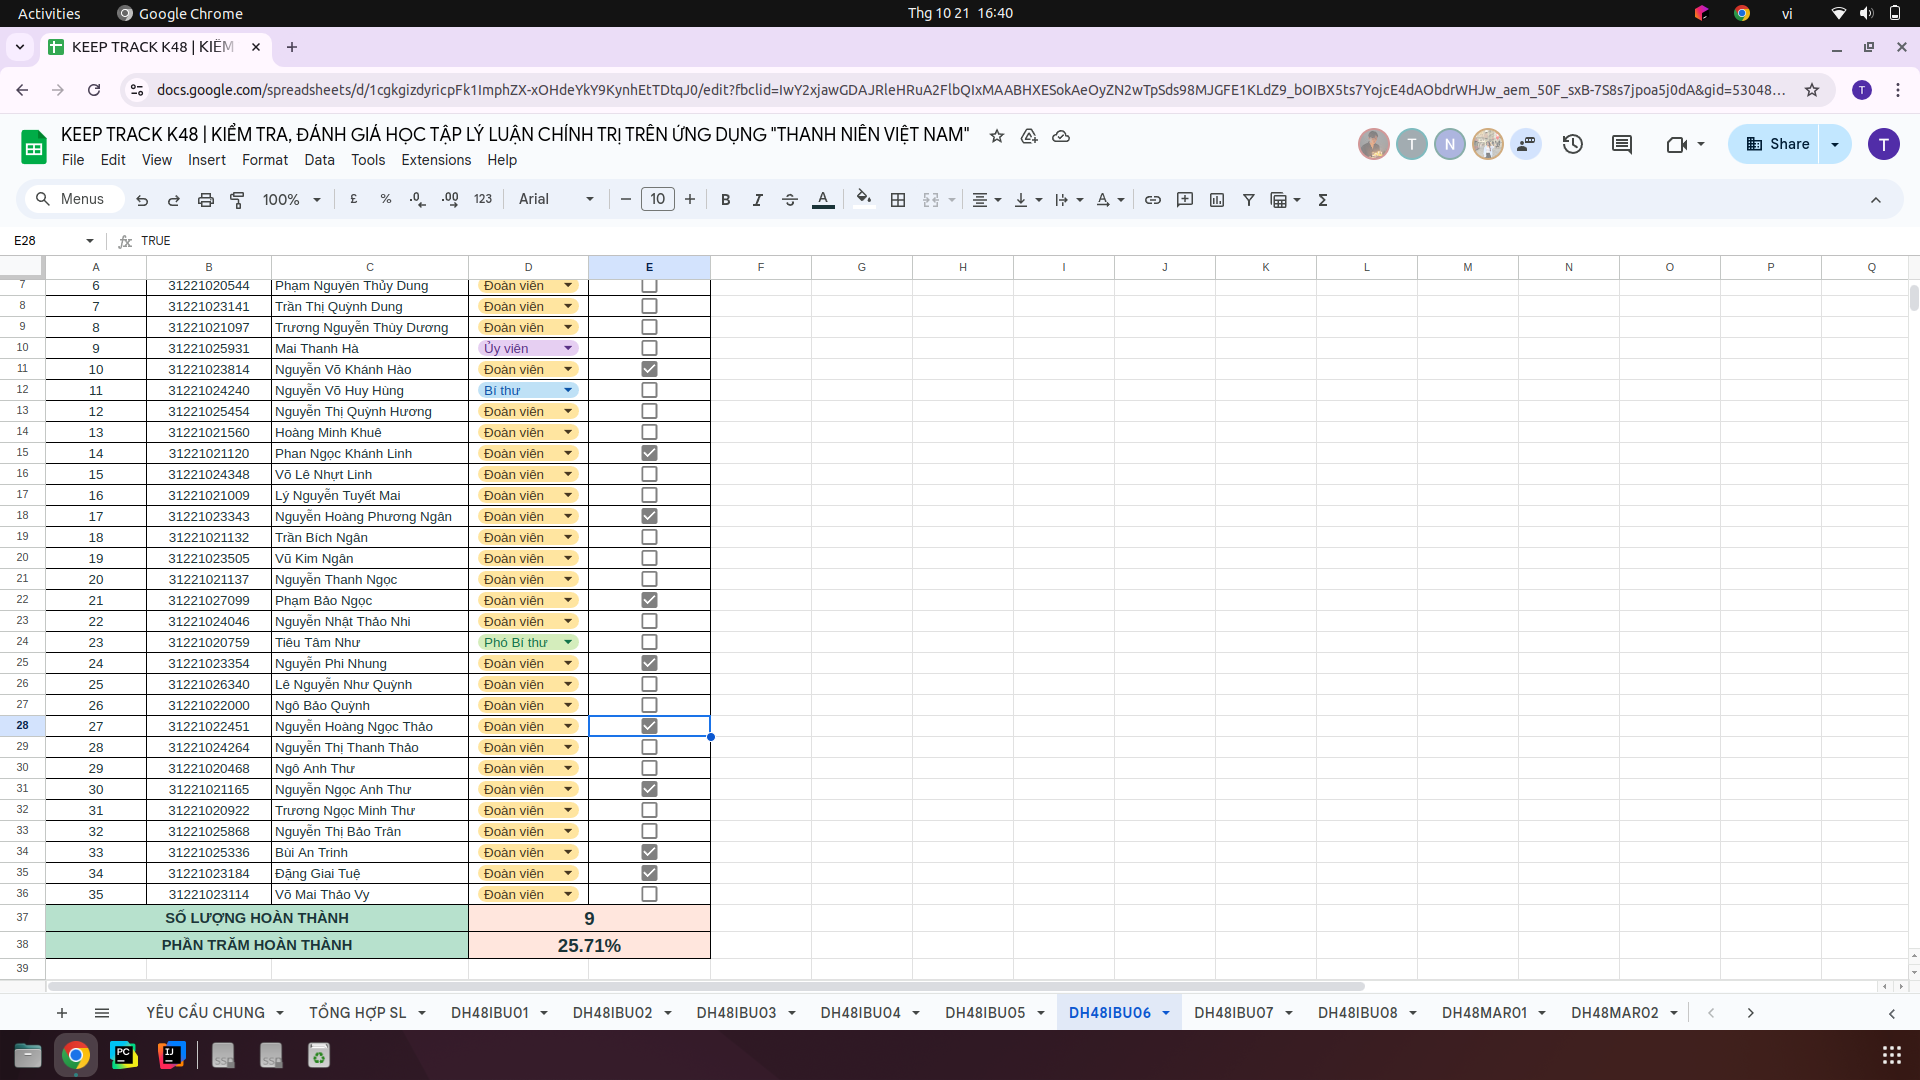 Activities
Google Chrome
Thg 10 21 16:40
vi
KEEP TRACK K48 | KIỂM
docs.google.com/spreadsheets/d/1cgkgizdyricpFk1ImphZX-xOHdeYkY9KynhEtTDtqJ0/edit?fbclid=IwY2xjawGDAJRleHRuA2FlbQIxMAABHXESokAeOyZN2wTpSds98MJGFE1KLdZ9_bOIBX5ts7YojcE4dAObdrWHJw_aem_50F_sxB-7S8s7jpoa5j0dA&gid=53048...
T
KEEP TRACK K48 | KIỂM TRA, ĐÁNH GIÁ HỌC TẬP LÝ LUẬN CHÍNH TRỊ TRÊN ỨNG DỤNG "THANH NIÊN VIỆT NAM"
File Edit View Insert Format Data Tools Extensions Help
T N Share T
Menus 100% £ % .0 .00 123 Arial 10 B I A Σ
E28 fx TRUE
A B C D E F G H I J K L M N O P Q
7 6 31221020544 Phạm Nguyên Thủy Dung Đoàn viên
8 7 31221023141 Trần Thị Quỳnh Dung Đoàn viên
9 8 31221021097 Trương Nguyễn Thùy Dương Đoàn viên
10 9 31221025931 Mai Thanh Hà Ủy viên
11 10 31221023814 Nguyễn Võ Khánh Hào Đoàn viên
12 11 31221024240 Nguyễn Võ Huy Hùng Bí thư
13 12 31221025454 Nguyễn Thị Quỳnh Hương Đoàn viên
14 13 31221021560 Hoàng Minh Khuê Đoàn viên
15 14 31221021120 Phan Ngọc Khánh Linh Đoàn viên
16 15 31221024348 Võ Lê Nhựt Linh Đoàn viên
17 16 31221021009 Lý Nguyễn Tuyết Mai Đoàn viên
18 17 31221023343 Nguyễn Hoàng Phương Ngân Đoàn viên
19 18 31221021132 Trần Bích Ngân Đoàn viên
20 19 31221023505 Vũ Kim Ngân Đoàn viên
21 20 31221021137 Nguyễn Thanh Ngọc Đoàn viên
22 21 31221027099 Phạm Bảo Ngọc Đoàn viên
23 22 31221024046 Nguyễn Nhật Thảo Nhi Đoàn viên
24 23 31221020759 Tiêu Tâm Như Phó Bí thư
25 24 31221023354 Nguyễn Phi Nhung Đoàn viên
26 25 31221026340 Lê Nguyễn Như Quỳnh Đoàn viên
27 26 31221022000 Ngô Bảo Quỳnh Đoàn viên
28 27 31221022451 Nguyễn Hoàng Ngọc Thảo Đoàn viên
29 28 31221024264 Nguyễn Thị Thanh Thảo Đoàn viên
30 29 31221020468 Ngô Anh Thư Đoàn viên
31 30 31221021165 Nguyễn Ngọc Anh Thư Đoàn viên
32 31 31221020922 Trương Ngọc Minh Thư Đoàn viên
33 32 31221025868 Nguyễn Thị Bảo Trân Đoàn viên
34 33 31221025336 Bùi An Trinh Đoàn viên
35 34 31221023184 Đặng Giai Tuệ Đoàn viên
36 35 31221023114 Võ Mai Thảo Vy Đoàn viên
37 SỐ LƯỢNG HOÀN THÀNH 9
38 PHẦN TRĂM HOÀN THÀNH 25.71%
39
YÊU CẦU CHUNG TỔNG HỢP SL DH48IBU01 DH48IBU02 DH48IBU03 DH48IBU04 DH48IBU05 DH48IBU06 DH48IBU07 DH48IBU08 DH48MAR01 DH48MAR02
PC IJ SSD SSD